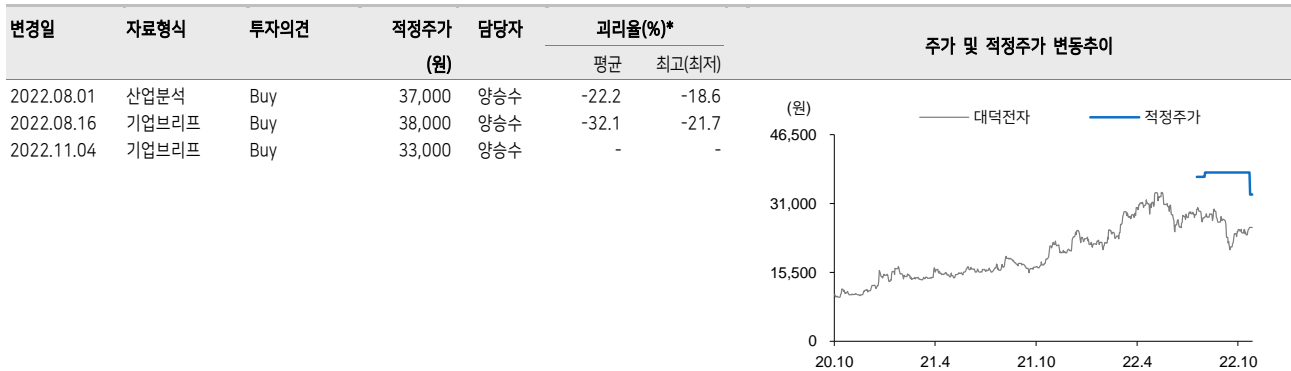 변경일 자료형식 투자의견 적정주가 담당자 괴리율(%)* 주가 및 적정주가 변동추이
(원) 평균 최고(최저)
2022.08.01 산업분석 Buy 37,000 양승수 -22.2 -18.6
2022.08.16 기업브리프 Buy 38,000 양승수 -32.1 -21.7
2022.11.04 기업브리프 Buy 33,000 양승수 - -
(원)
대덕전자 적정주가
46,500
31,000
15,500
0
20.10 21.4 21.10 22.4 22.10